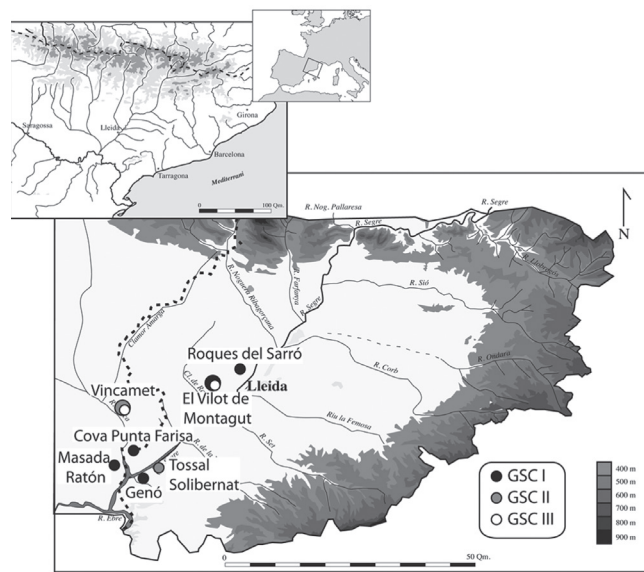 Saragossa
Lleida
Girona
Barcelona
Tarragona
Mediterrani
0 100 Qm.
R. Nog. Pallaresa
R. Segre
R. Segre
N
R. Noguera Ribagorçana
R. Farfanya
R. Segre
R. Sió
Clamor Amarga
R. Ondara
R. Corb
Roques del Sarró
Lleida
El Vilot de
Montagut
Vincamet
Riu la Femosa
R. Set
Cova Punta Farisa
Masada
Ratón
Tossal
Solibernat
Genó
R. Ebre
GSC I
GSC II
GSC III
400 m
500 m
600 m
700 m
800 m
900 m
0 50 Qm.